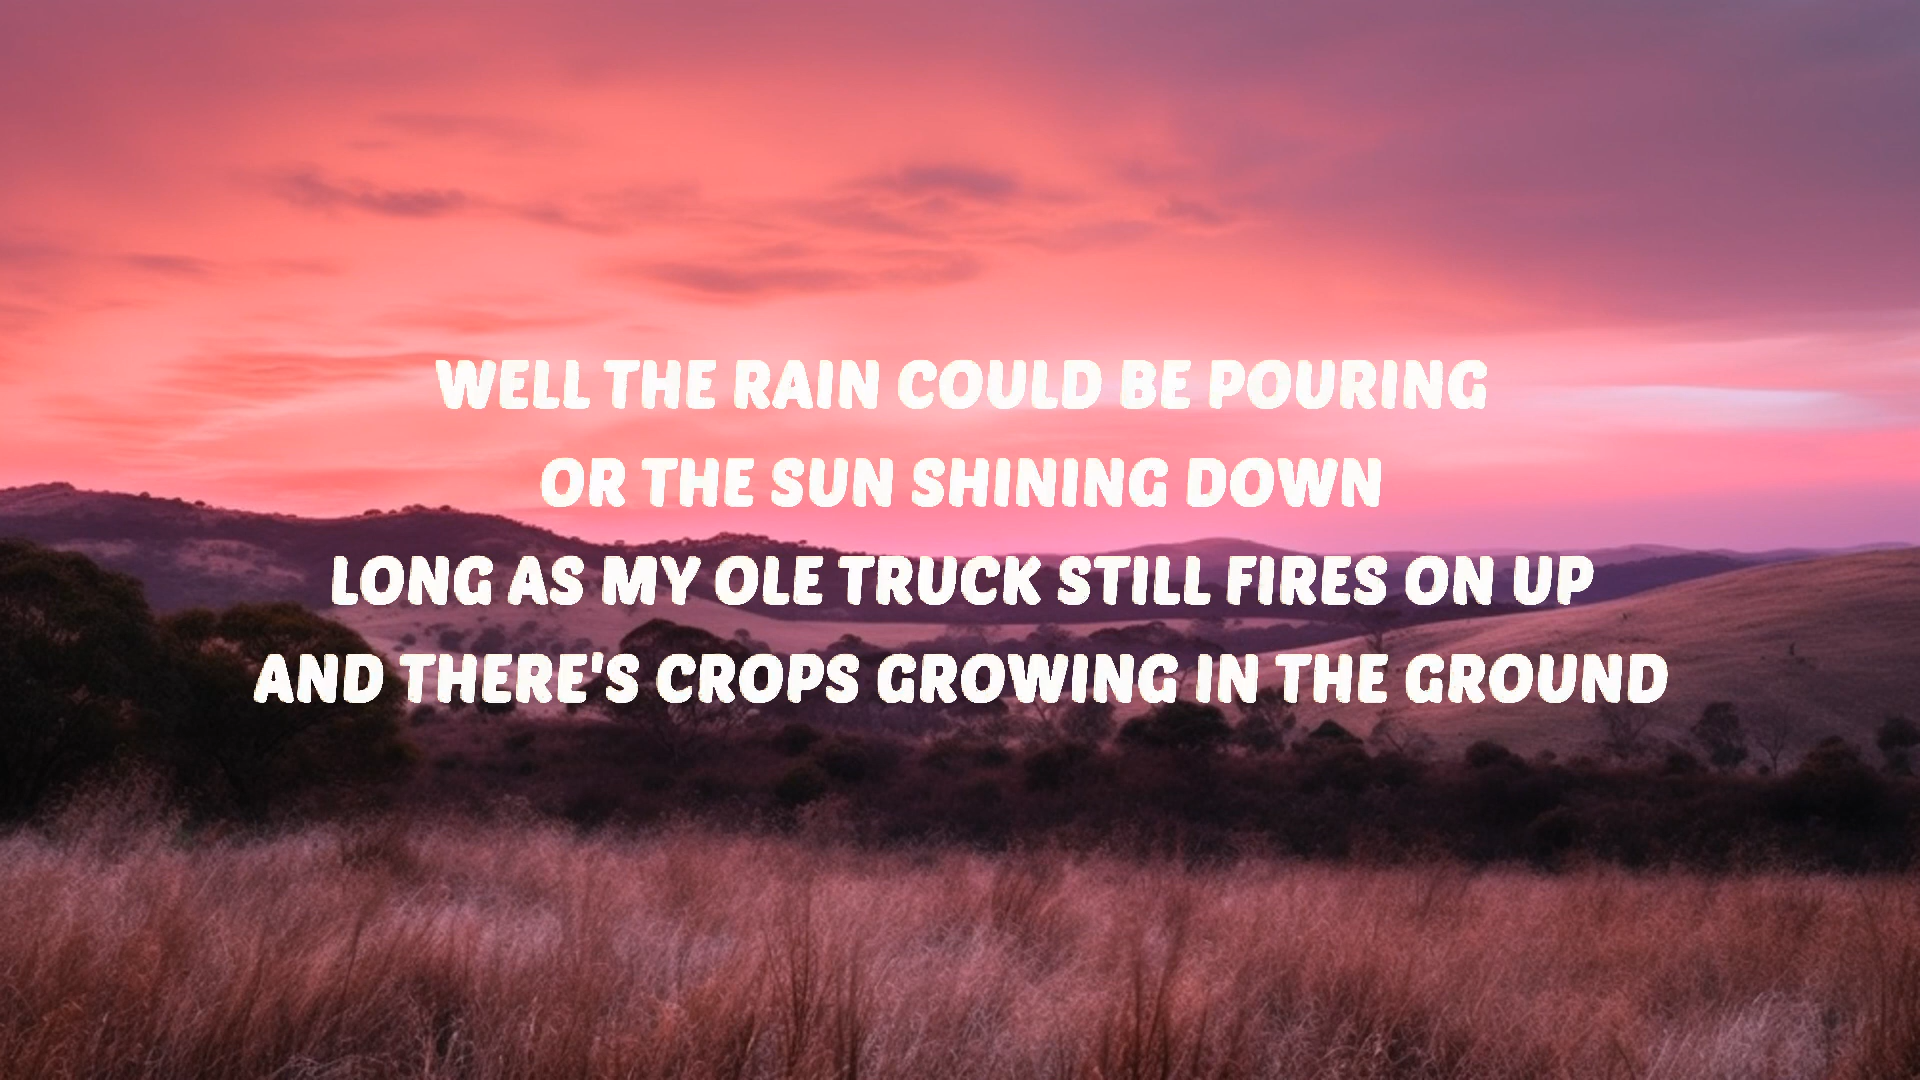 WELL THE RAIN COULD BE POURING
OR THE SUN SHINING DOWN
LONG AS MY OLE TRUCK STILL FIRES ON UP
AND THERE'S CROPS GROWING IN THE GROUND